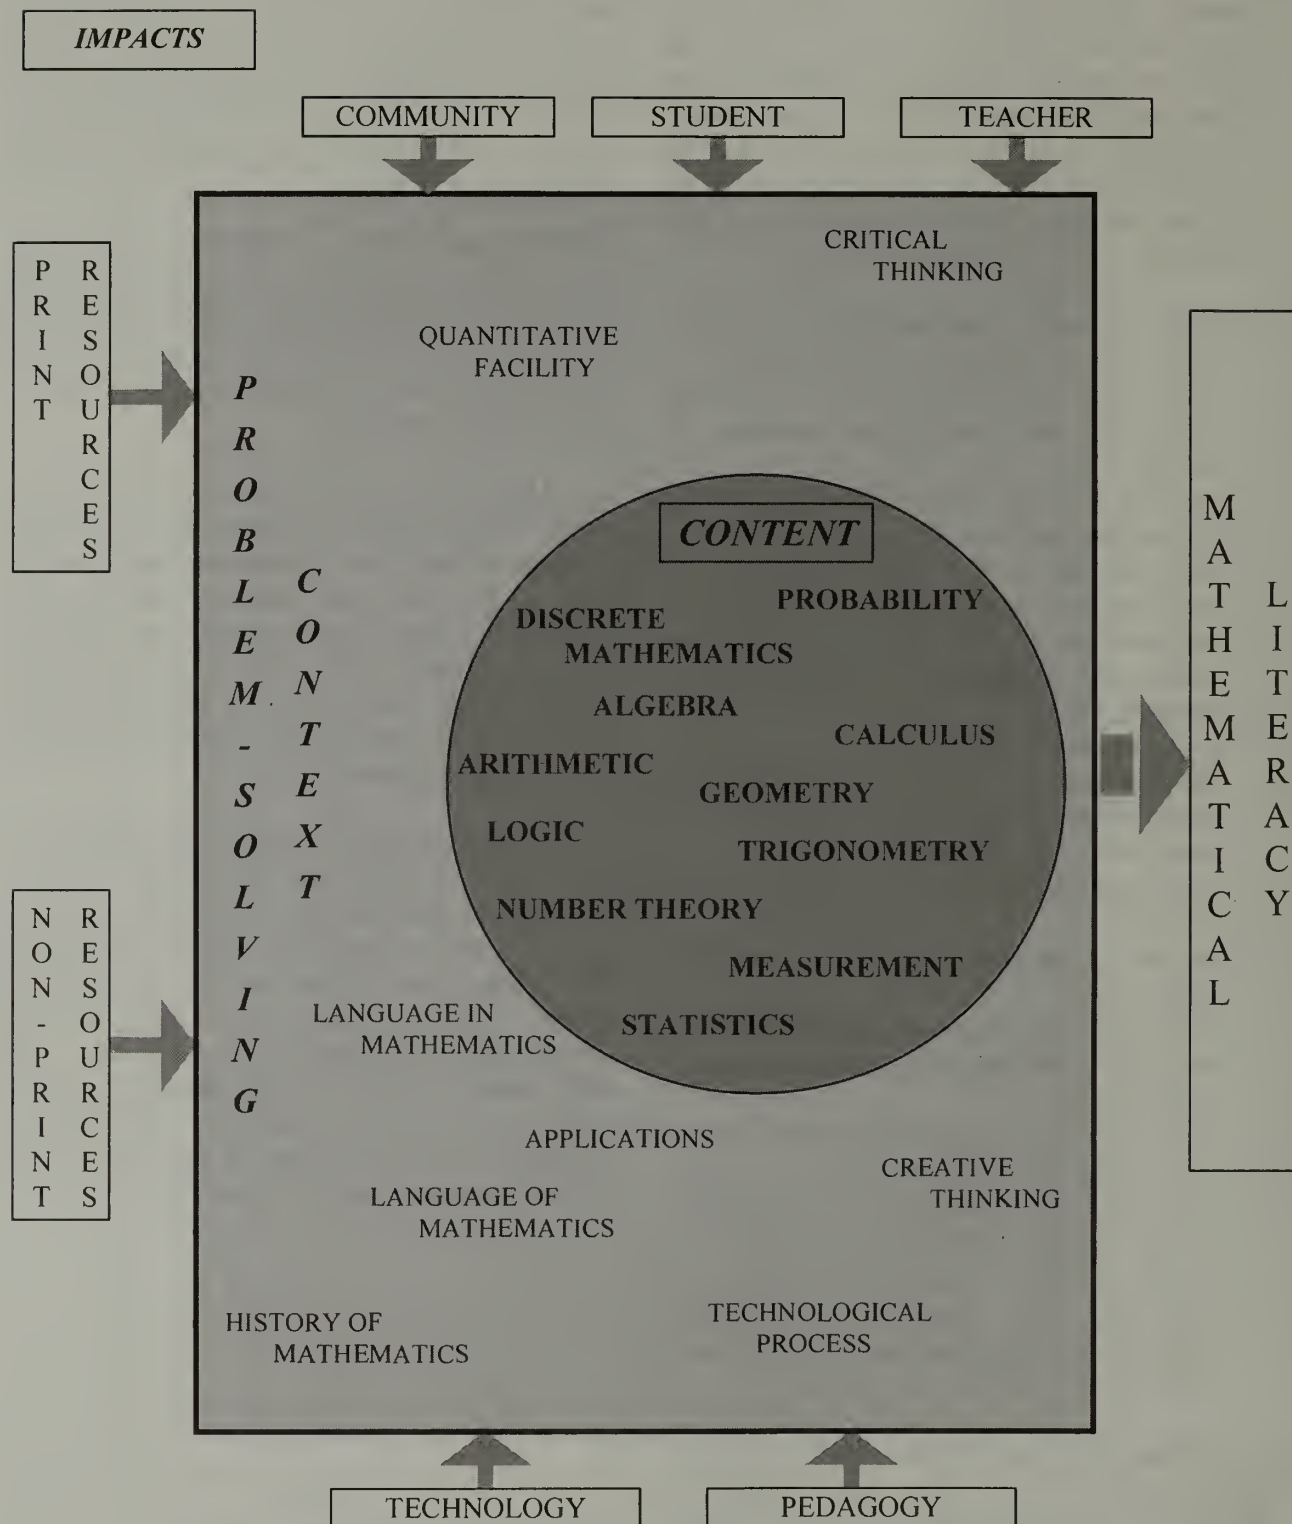 IMPACTS
COMMUNITY
STUDENT
TEACHER
PRINT
RESOURCES
CRITICAL
THINKING
QUANTITATIVE
FACILITY
PROBLEM-SOLVING
CONTEXT
CONTENT
PROBABILITY
DISCRETE
MATHEMATICS
ALGEBRA
CALCULUS
ARITHMETIC
GEOMETRY
LOGIC
TRIGONOMETRY
NUMBER THEORY
MEASUREMENT
STATISTICS
MATHEMATICAL
LITERACY
NON-PRINT
RESOURCES
LANGUAGE IN
MATHEMATICS
APPLICATIONS
CREATIVE
THINKING
LANGUAGE OF
MATHEMATICS
HISTORY OF
MATHEMATICS
TECHNOLOGICAL
PROCESS
TECHNOLOGY
PEDAGOGY